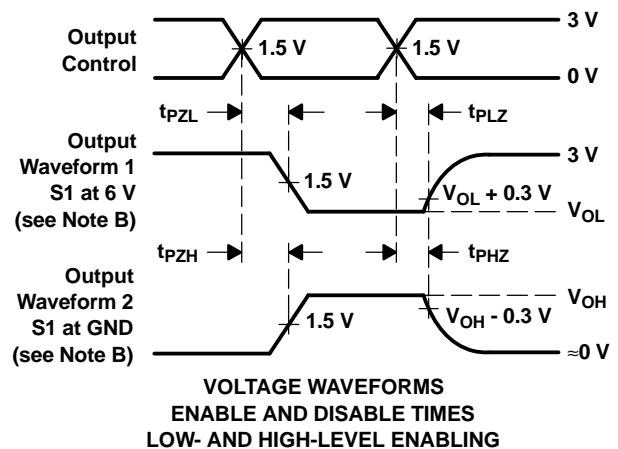 3 V
Output
Control
1.5 V
1.5 V
0 V
tPZL
tPLZ
Output
Waveform 1
S1 at 6 V
(see Note B)
3 V
1.5 V
VOL + 0.3 V
VOL
tPZH
tPHZ
Output
Waveform 2
S1 at GND
(see Note B)
VOH
1.5 V
VOH - 0.3 V
≈0 V
VOLTAGE WAVEFORMS
ENABLE AND DISABLE TIMES
LOW- AND HIGH-LEVEL ENABLING